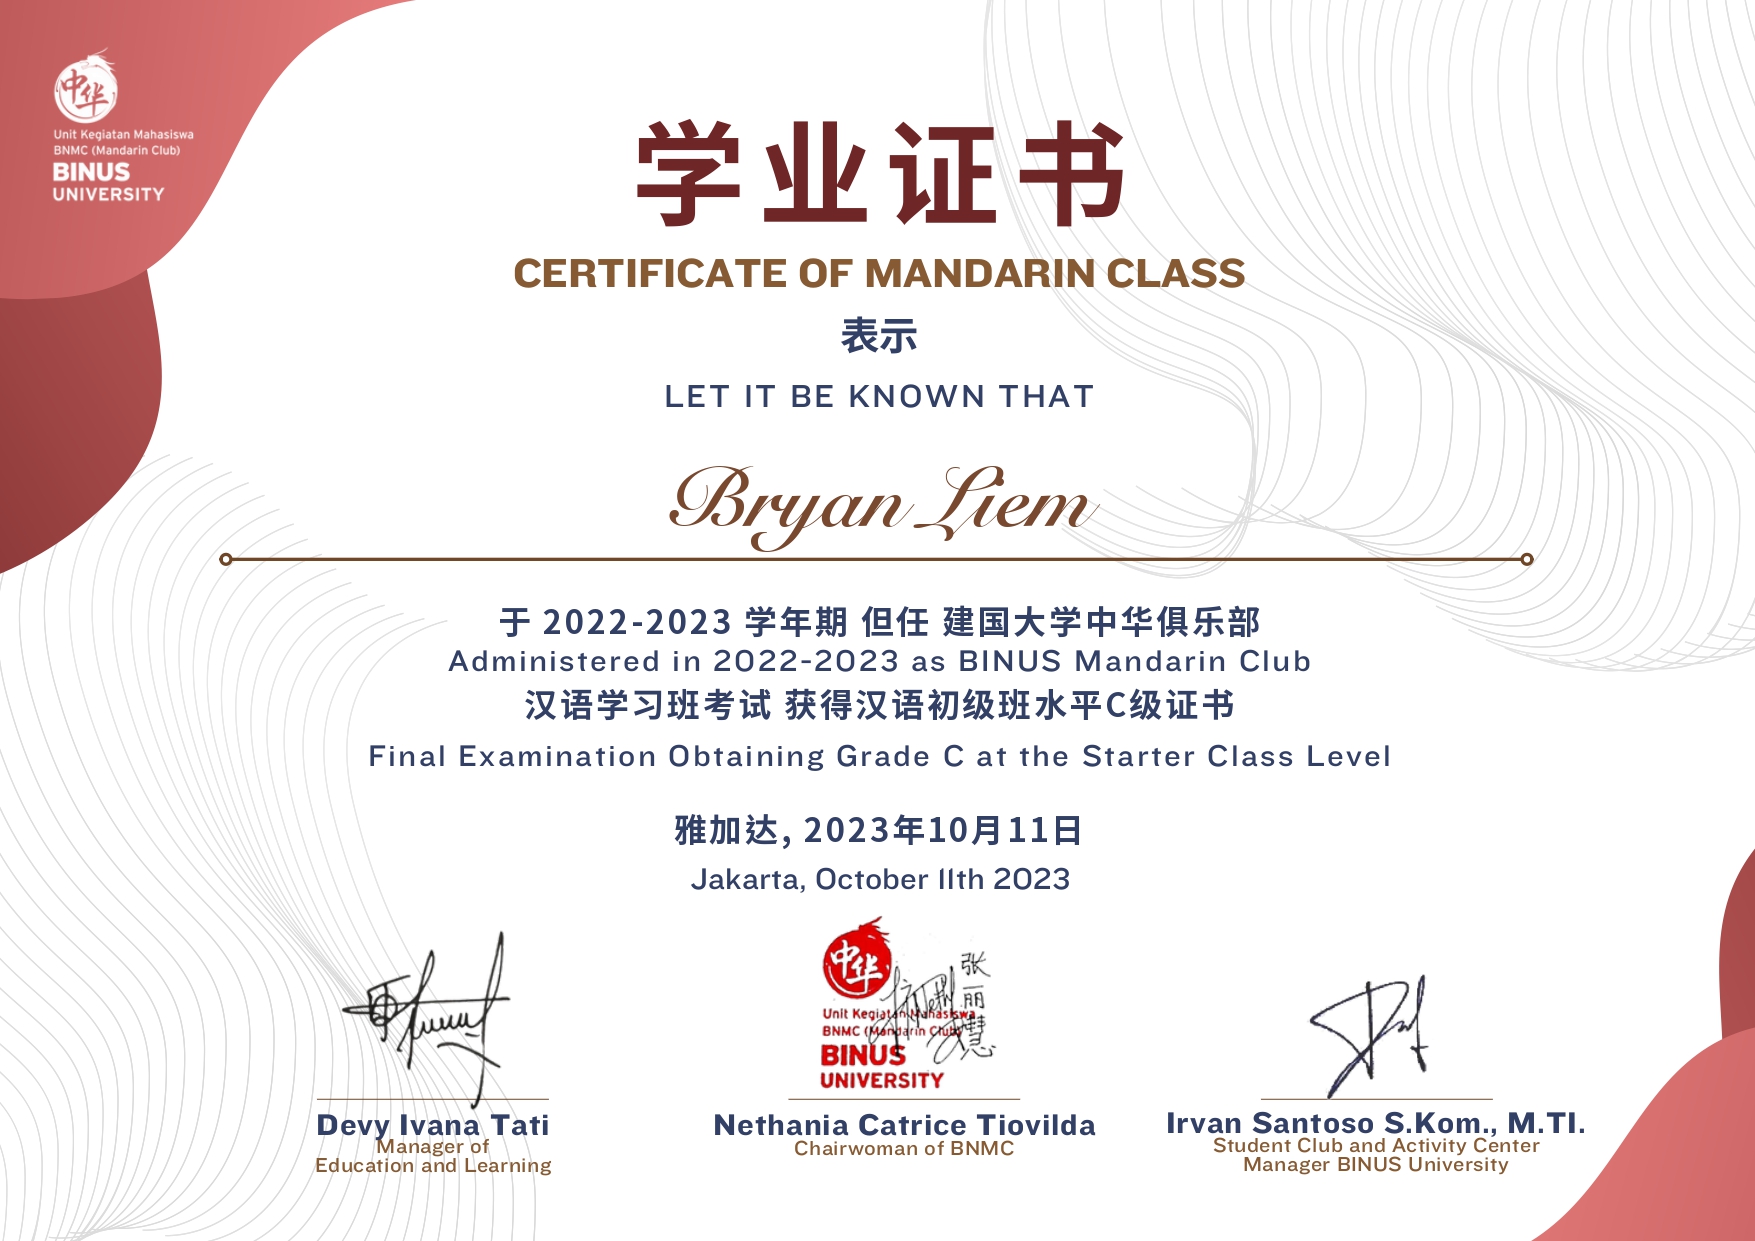 中华
Unit Kegiatan Mahasiswa
BNMC (Mandarin Club)
BINUS
UNIVERSITY
学业证书
CERTIFICATE OF MANDARIN CLASS
表示
LET IT BE KNOWN THAT
Bryan Liem
于 2022-2023 学年期 但任 建国大学中华俱乐部
Administered in 2022-2023 as BINUS Mandarin Club
汉语学习班考试 获得汉语初级班水平C级证书
Final Examination Obtaining Grade C at the Starter Class Level
雅加达, 2023年10月11日
Jakarta, October 11th 2023
中华
张丽慧
Unit Kegiatan Mahasiswa
BNMC (Mandarin Club)
BINUS
UNIVERSITY
Devy Ivana Tati
Manager of
Education and Learning
Nethania Catrice Tiovilda
Chairwoman of BNMC
Irvan Santoso S.Kom., M.TI.
Student Club and Activity Center
Manager BINUS University